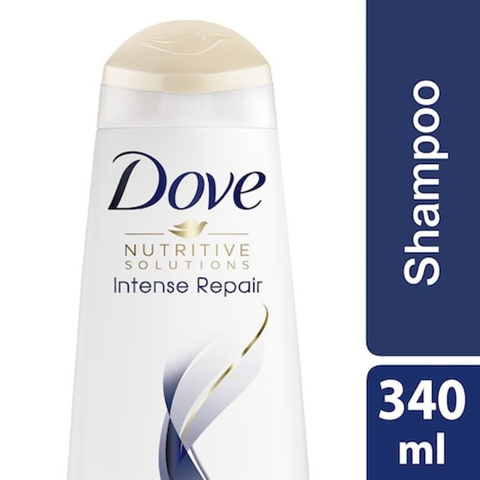 Dove
NUTRITIVE
SOLUTIONS
Intense Repair
Shampoo
340
ml